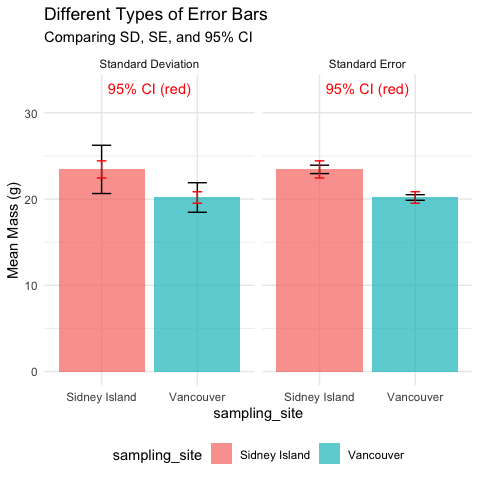 Different Types of Error Bars
Comparing SD, SE, and 95% CI
Standard Deviation
Standard Error
95% CI (red)
95% CI (red)
Mean Mass (g)
30
20
10
0
Sidney Island
Vancouver
Sidney Island
Vancouver
sampling_site
sampling_site
Sidney Island
Vancouver